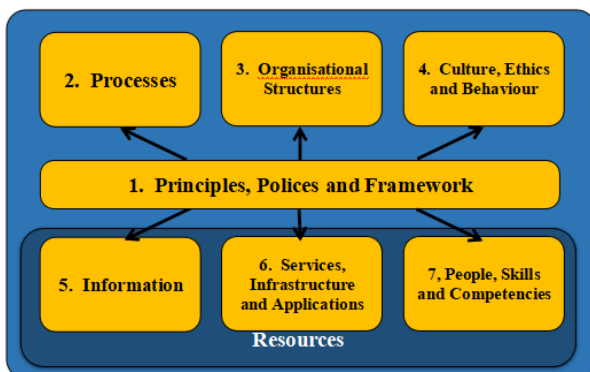 2. Processes
3. Organisational
Structures
4. Culture, Ethics
and Behaviour
1. Principles, Polices and Framework
5. Information
6. Services,
Infrastructure
and Applications
7, People, Skills
and Competencies
Resources